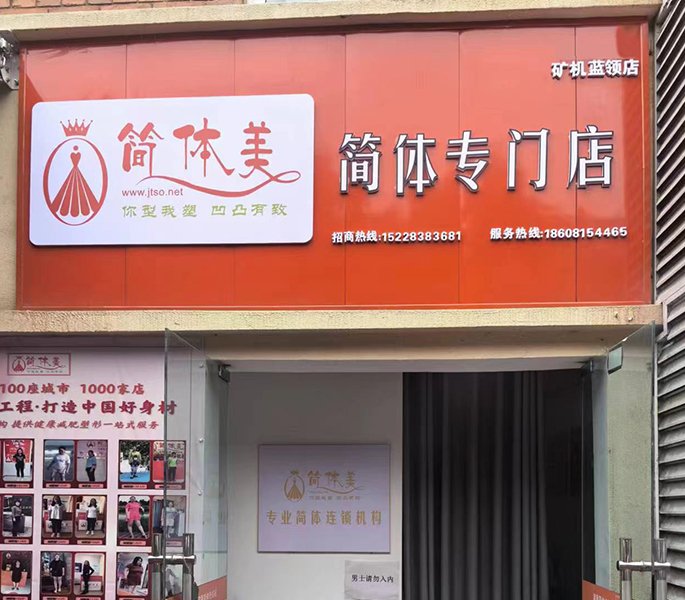 矿机蓝领店
简体美
www.jtso.net
你型我塑 凹凸有致
简体专门店
招商热线:15228383681
服务热线:18608154465
简体美
100座城市 1000家店
工程·打造中国好身材
构 提供健康减肥塑形一站式服务
简体美
专业简体连锁机构
男士请勿入内